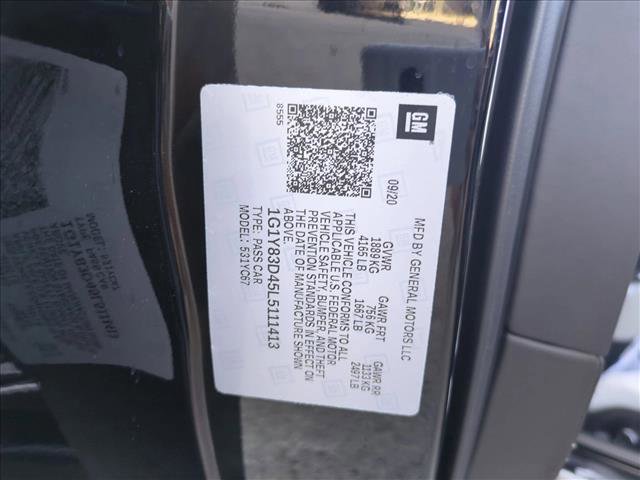 GM
MFD BY GENERAL MOTORS LLC
09/20
GVWR GAWR FRT GAWR RR
1889 KG 756 KG 1133 KG
4165 LB 1667 LB 2497 LB
THIS VEHICLE CONFORMS TO ALL
APPLICABLE U.S. FEDERAL MOTOR
VEHICLE SAFETY, BUMPER, AND THEFT
PREVENTION STANDARDS IN EFFECT ON
THE DATE OF MANUFACTURE SHOWN
ABOVE.
8555
1G1Y83D45L5111413
TYPE: PASS CAR
MODEL: 531YC67